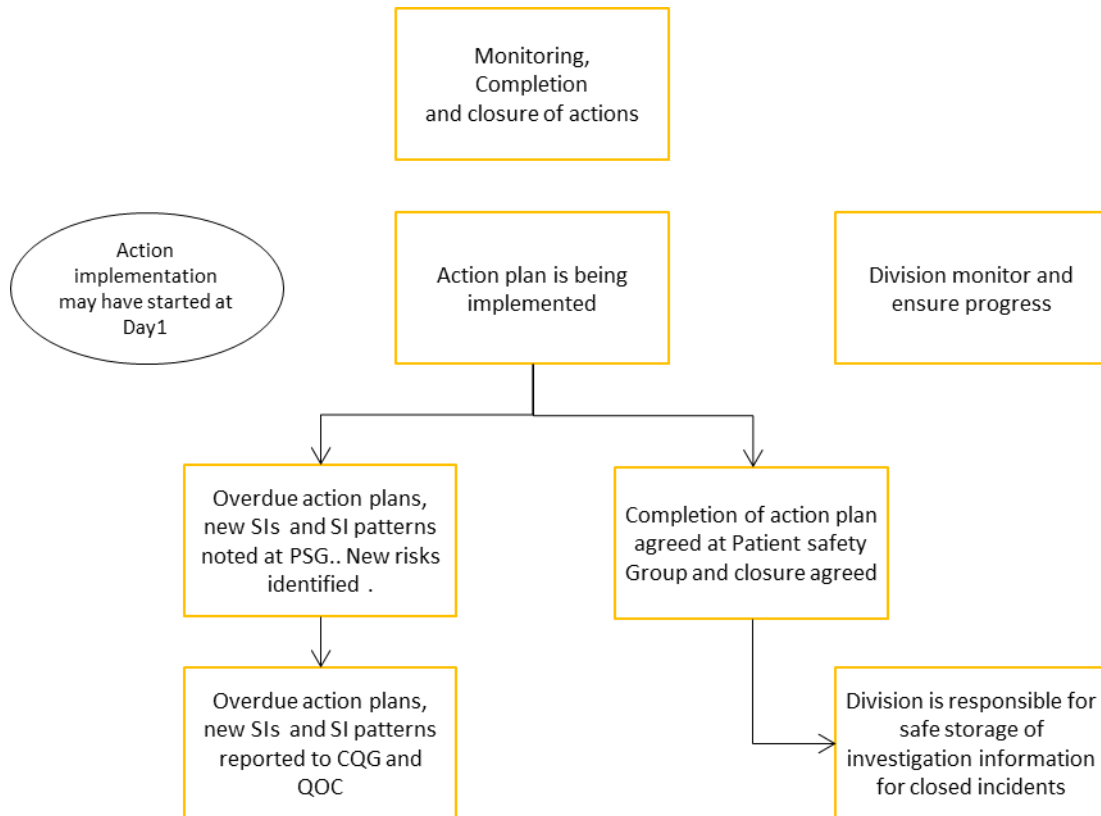 Monitoring,
Completion
and closure of actions
Action
implementation
may have started at
Day1
Action plan is being
implemented
Division monitor and
ensure progress
Overdue action plans,
new SIs and SI patterns
noted at PSG.. New risks
identified .
Completion of action plan
agreed at Patient safety
Group and closure agreed
Overdue action plans,
new SIs and SI patterns
reported to CQG and
QOC
Division is responsible for
safe storage of
investigation information
for closed incidents